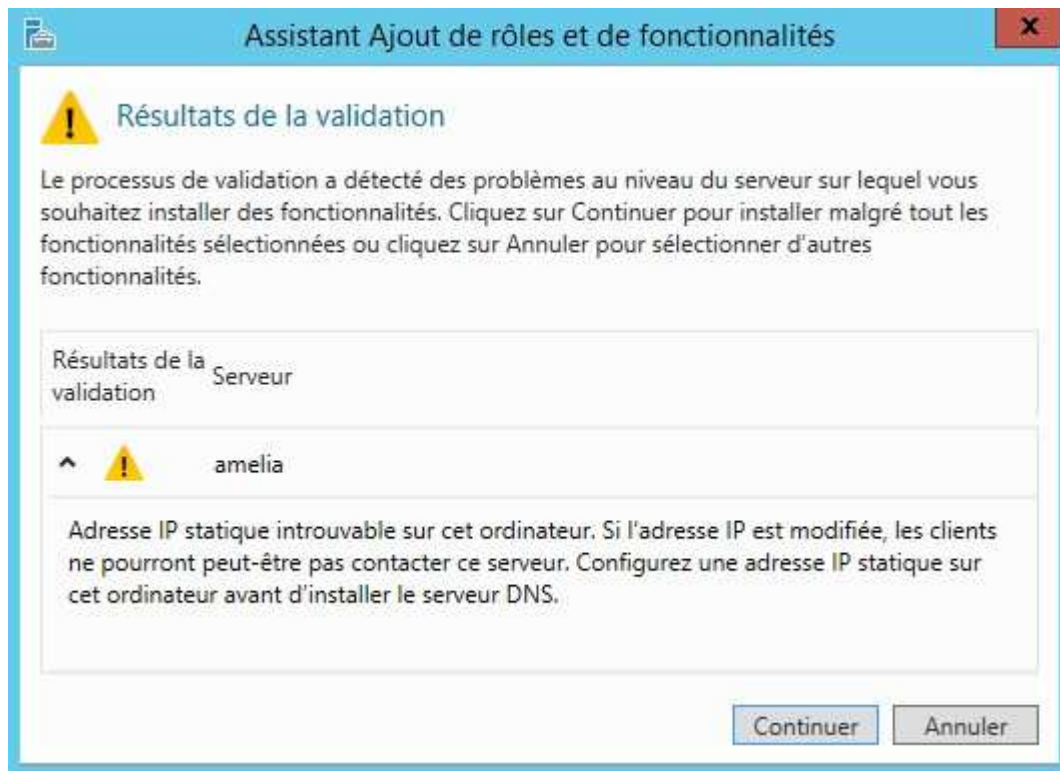 Assistant Ajout de rôles et de fonctionnalités
x
Résultats de la validation
Le processus de validation a détecté des problèmes au niveau du serveur sur lequel vous
souhaitez installer des fonctionnalités. Cliquez sur Continuer pour installer malgré tout les
fonctionnalités sélectionnées ou cliquez sur Annuler pour sélectionner d'autres
fonctionnalités.
Résultats de la
validation
Serveur
amelia
Adresse IP statique introuvable sur cet ordinateur. Si l'adresse IP est modifiée, les clients
ne pourront peut-être pas contacter ce serveur. Configurez une adresse IP statique sur
cet ordinateur avant d'installer le serveur DNS.
Continuer
Annuler